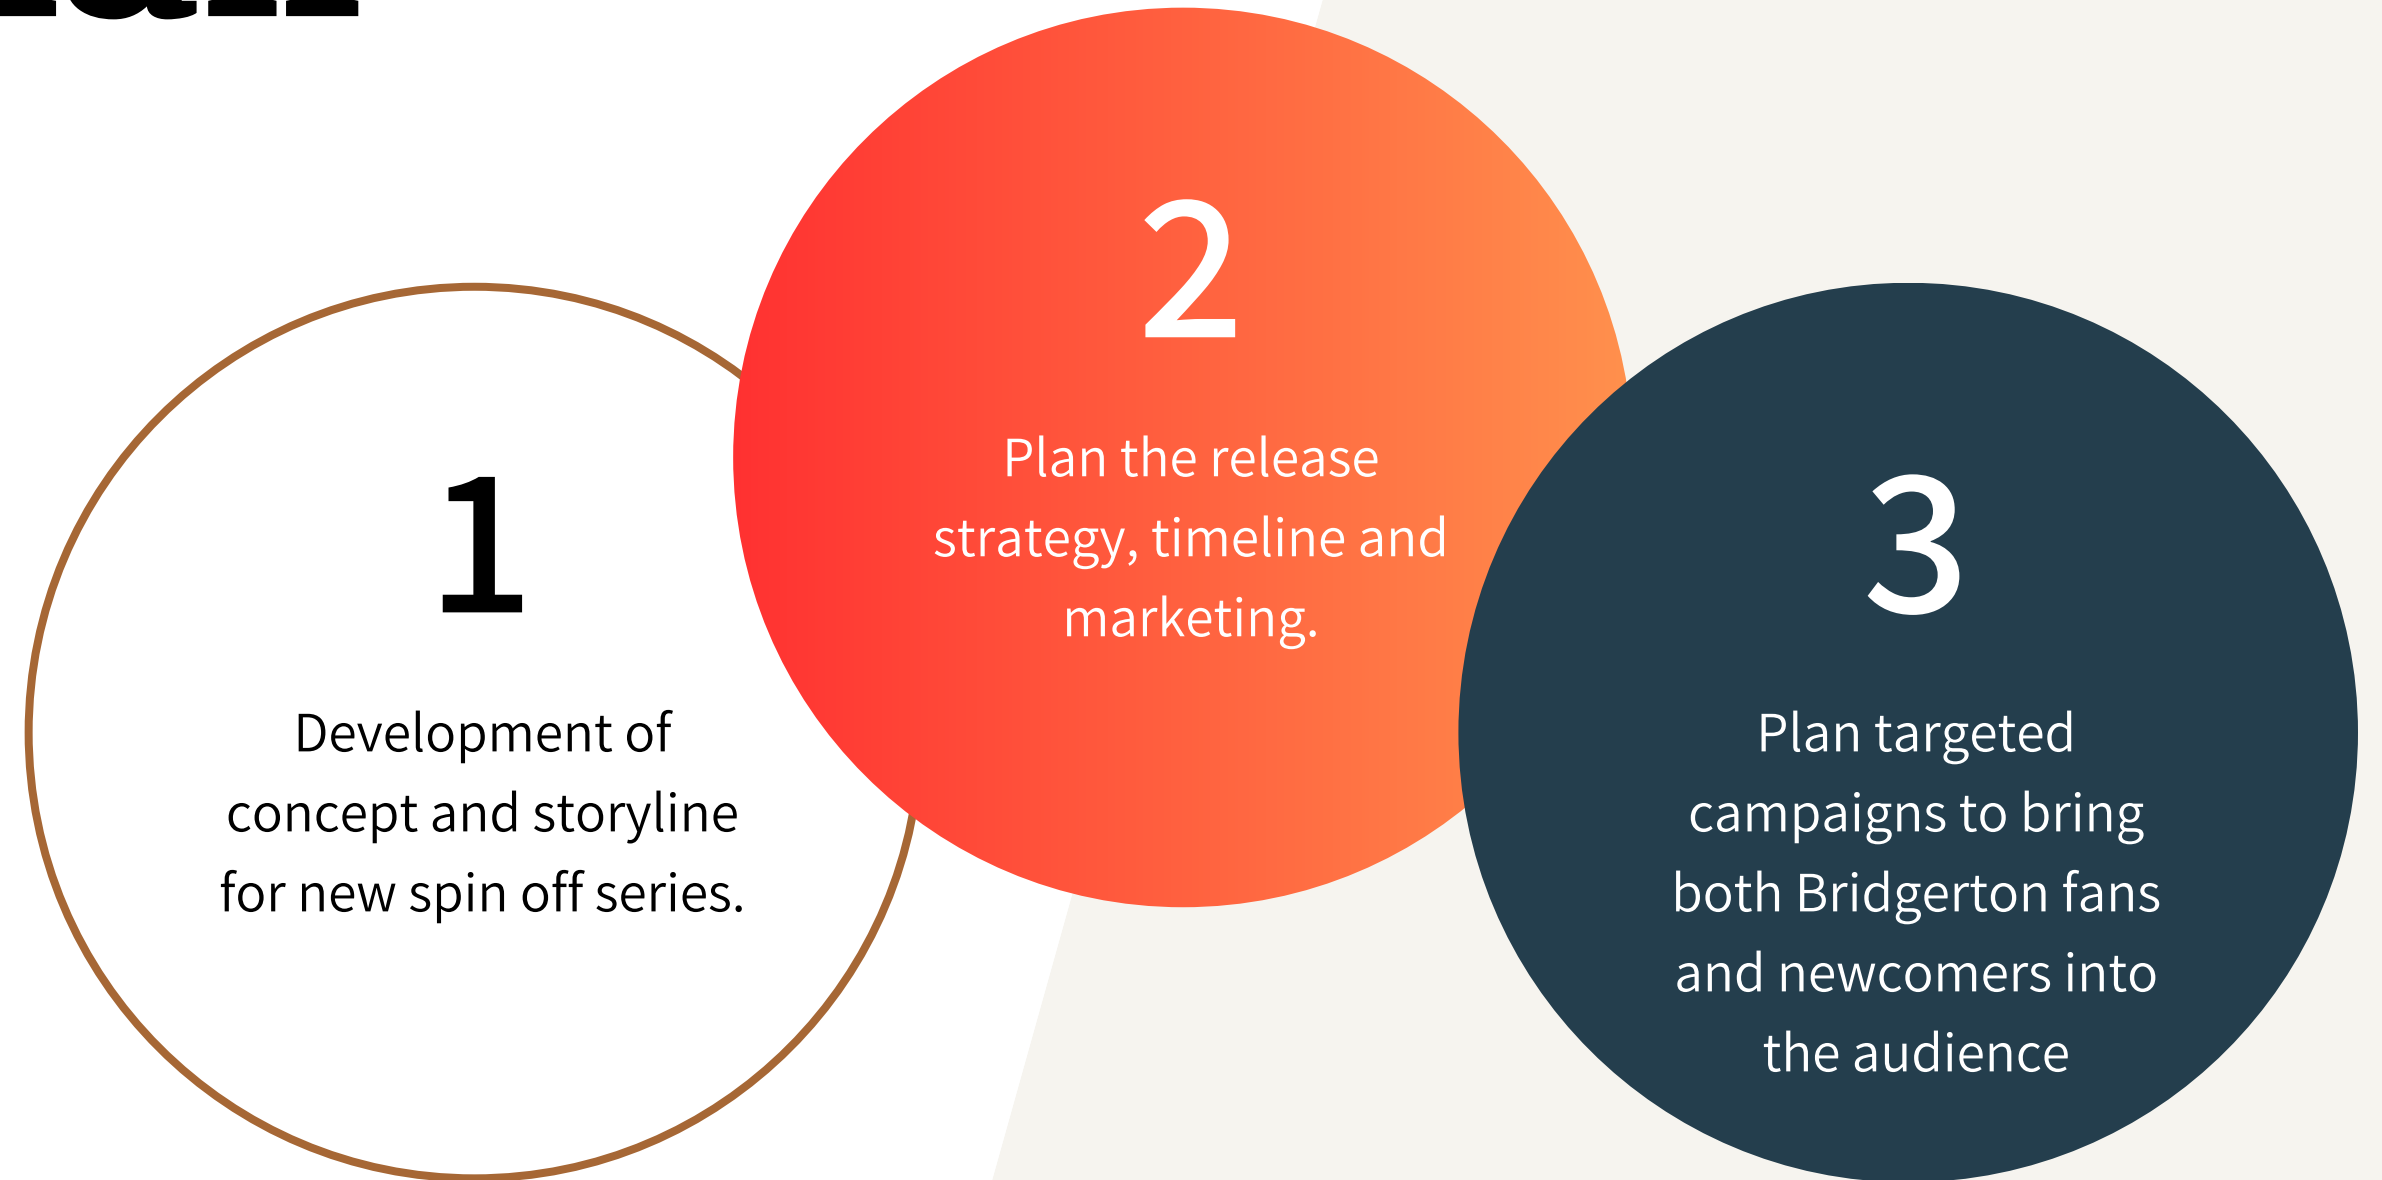 1
Development of
concept and storyline
for new spin off series.
2
Plan the release
strategy, timeline and
marketing.
3
Plan targeted
campaigns to bring
both Bridgerton fans
and newcomers into
the audience